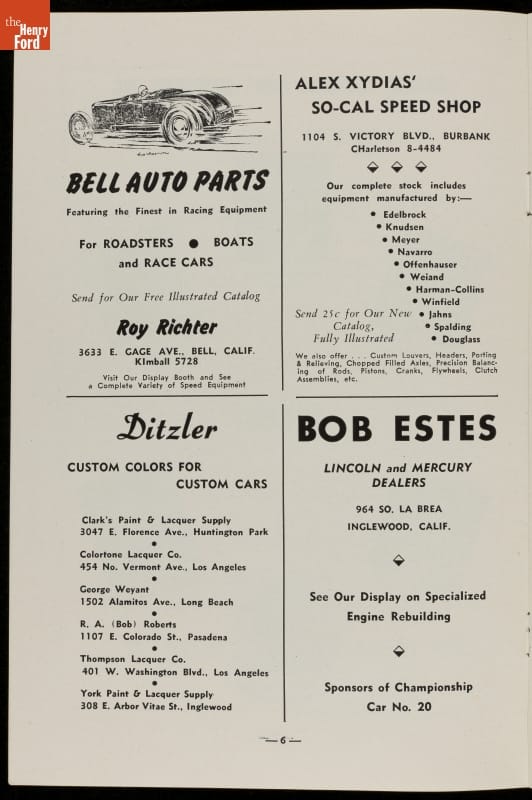 the
Henry
Ford
BELL AUTO PARTS
Featuring the Finest in Racing Equipment
For ROADSTERS ● BOATS
and RACE CARS
Send for Our Free Illustrated Catalog
Roy Richter
3633 E. GAGE AVE., BELL, CALIF.
KImball 5728
Visit Our Display Booth and See
a Complete Variety of Speed Equipment
ALEX XYDIAS'
SO-CAL SPEED SHOP
1104 S. VICTORY BLVD., BURBANK
CHarleton 8-4484
Our complete stock includes
equipment manufactured by:—
● Edelbrock
● Knudsen
● Meyer
● Navarro
● Offenhauser
● Weiand
● Harman-Collins
● Winfield
Send 25c for Our New ● Jahns
Catalog, ● Spalding
Fully Illustrated ● Douglass
We also offer . . . Custom Louvers, Headers, Porting
& Relieving, Chopped Filled Axles, Precision Balanc-
ing of Rods, Pistons, Cranks, Flywheels, Clutch
Assemblies, etc.
Ditzler
CUSTOM COLORS FOR
CUSTOM CARS
Clark's Paint & Lacquer Supply
3047 E. Florence Ave., Huntington Park
●
Colortone Lacquer Co.
454 No. Vermont Ave., Los Angeles
●
George Weyant
1502 Alamitos Ave., Long Beach
●
R. A. (Bob) Roberts
1107 E. Colorado St., Pasadena
●
Thompson Lacquer Co.
401 W. Washington Blvd., Los Angeles
●
York Paint & Lacquer Supply
308 E. Arbor Vitae St., Inglewood
BOB ESTES
LINCOLN and MERCURY
DEALERS
964 SO. LA BREA
INGLEWOOD, CALIF.
See Our Display on Specialized
Engine Rebuilding
Sponsors of Championship
Car No. 20
— 6 —